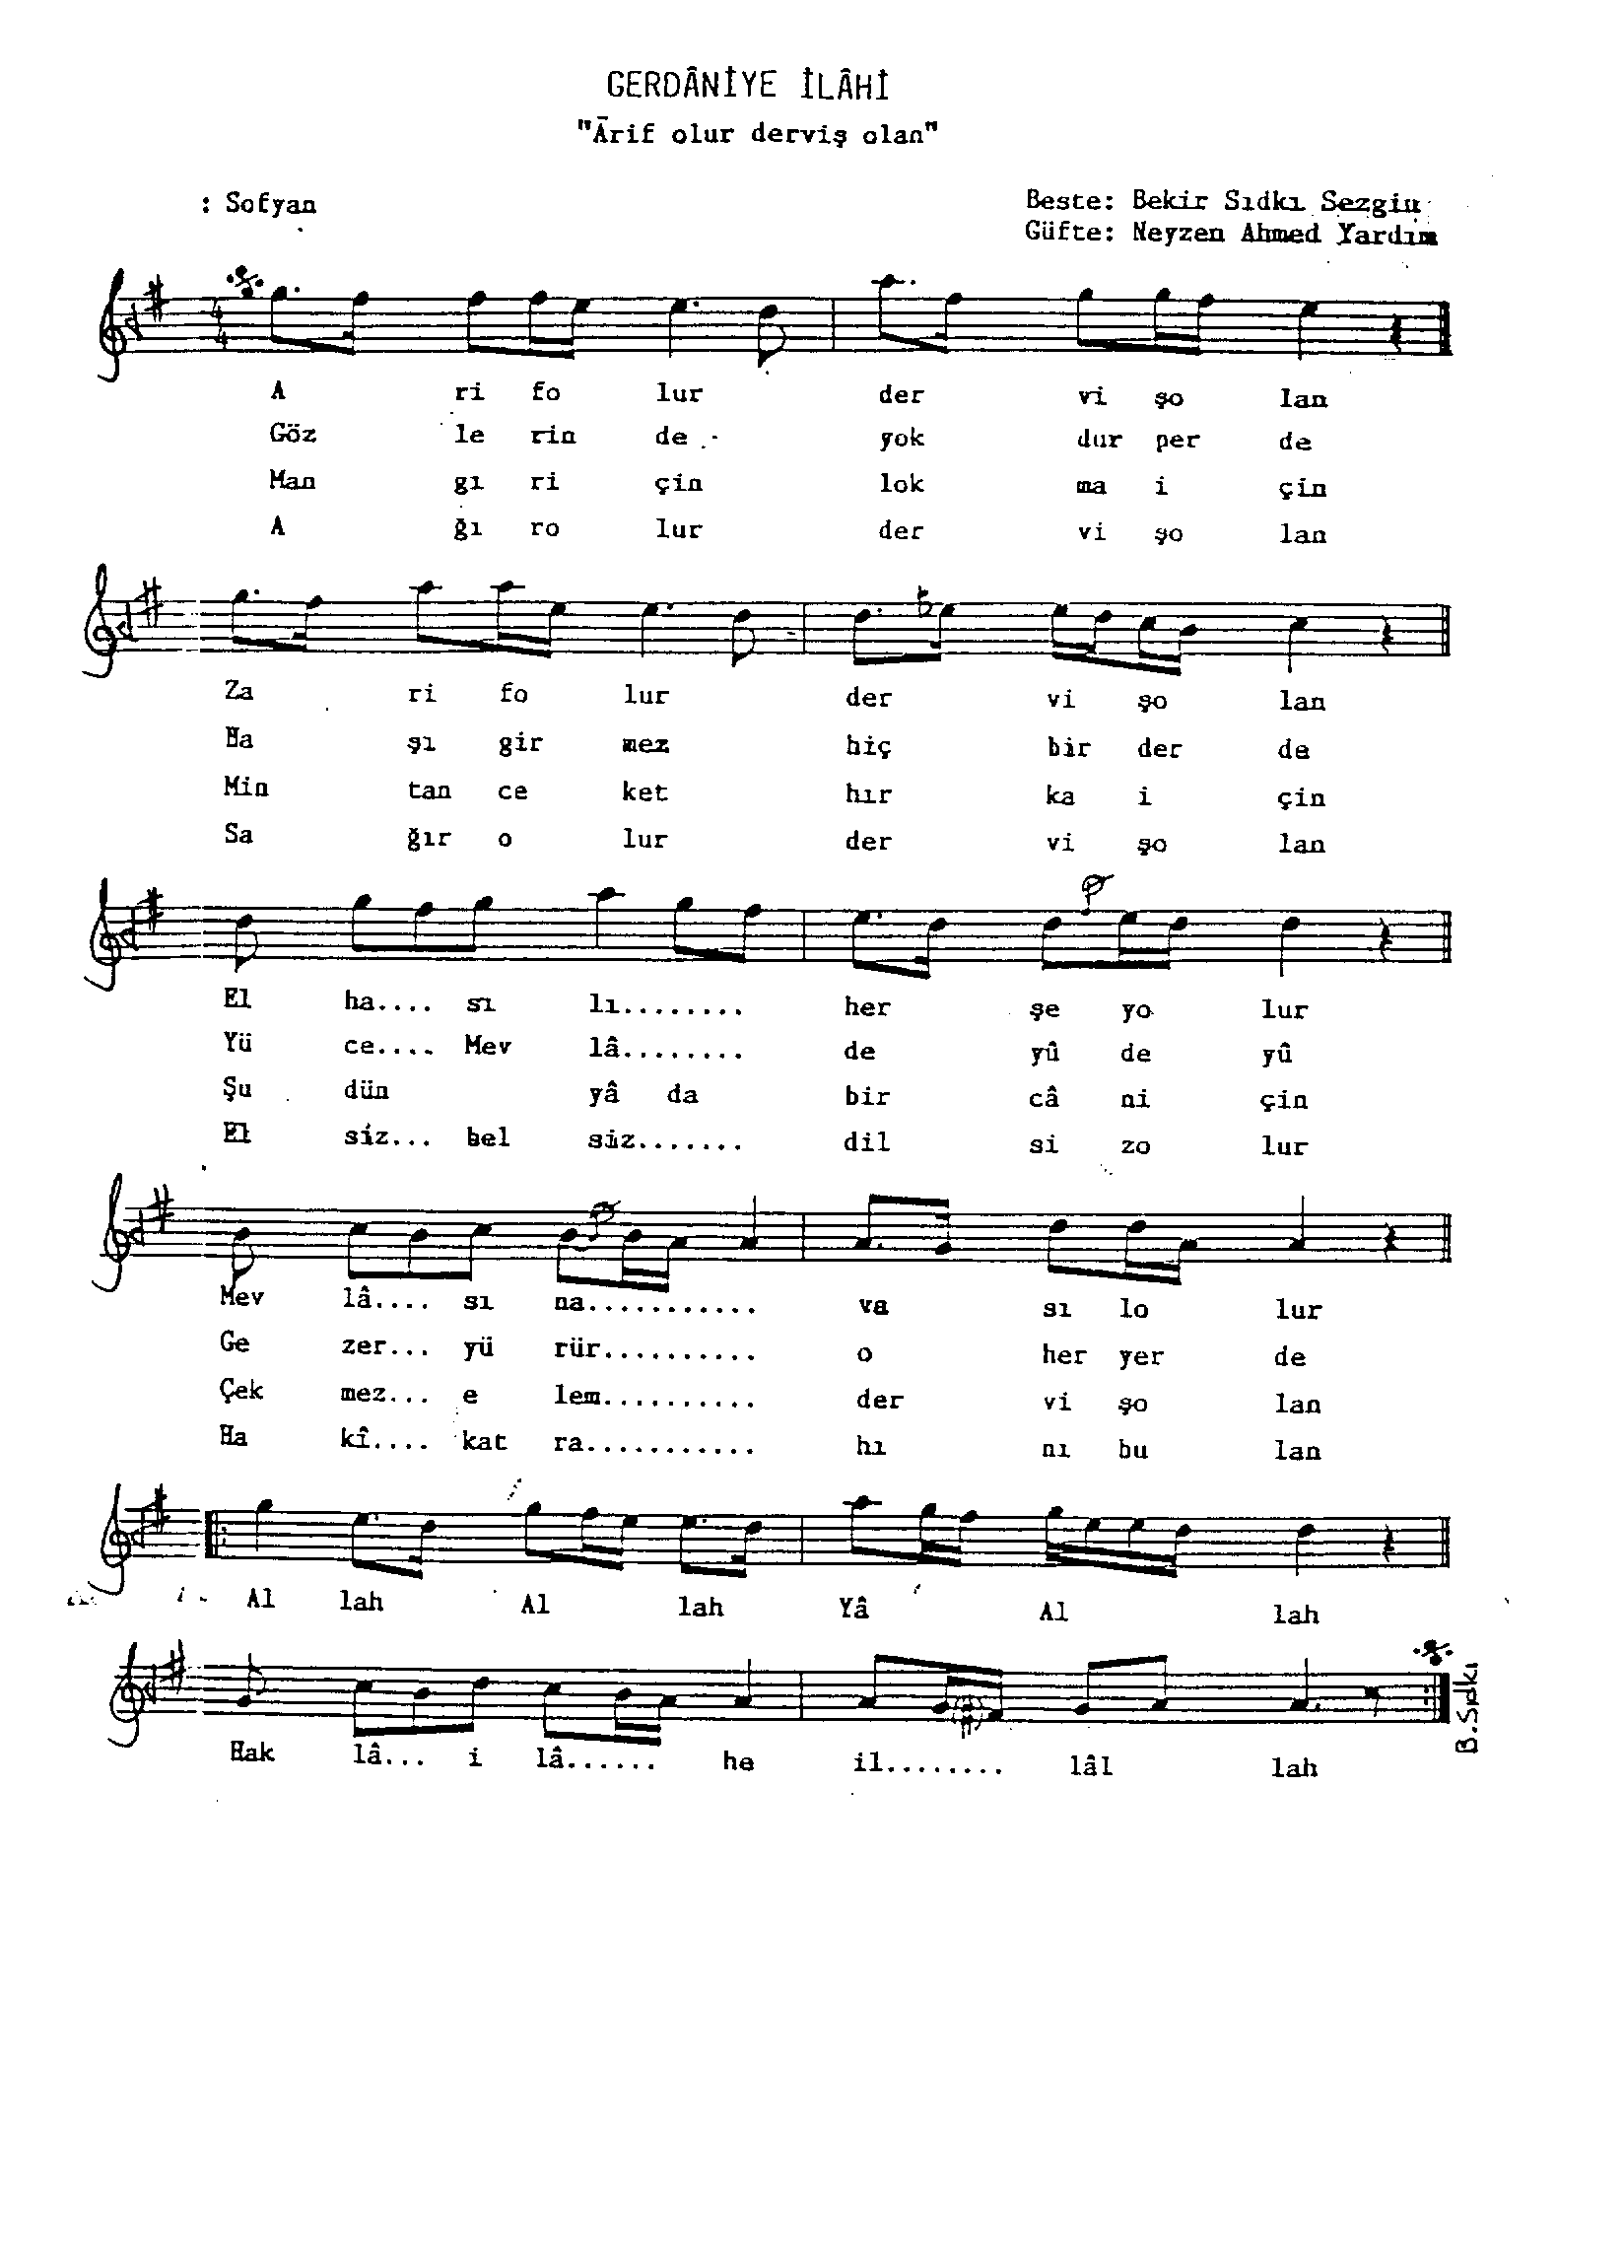 GERDÂNİYE İLÂHİ
"Ārif olur derviş olan"
: Sofyan
Beste: Bekir Sıdkı Sezgin
Güfte: Neyzen Ahmed Yardım
4
4
A ri fo lur der vi şo lan
Göz le rin de yok dur per de
Man gı ri çin lok ma i çin
A ğı ro lur der vi şo lan
Za ri fo lur der vi şo lan
Ha şı gir mez hiç bir der de
Min tan ce ket hır ka i çin
Sa ğır o lur der vi şo lan
El ha.... sı lı........ her şe yo lur
Yü ce.... Mev lâ........ de yû de yû
Şu dün yâ da bir câ ni çin
El siz... bel siz....... dil si zo lur
Mev lâ.... sı na........... va sı lo lur
Ge zer... yü rür.......... o her yer de
Çek mez... e lem.......... der vi şo lan
Ha kî.... kat ra........... hı nı bu lan
Al lah Al lah Yâ Al lah
Hak lâ... i lâ...... he il........ lâl lah
B.Sıdkı